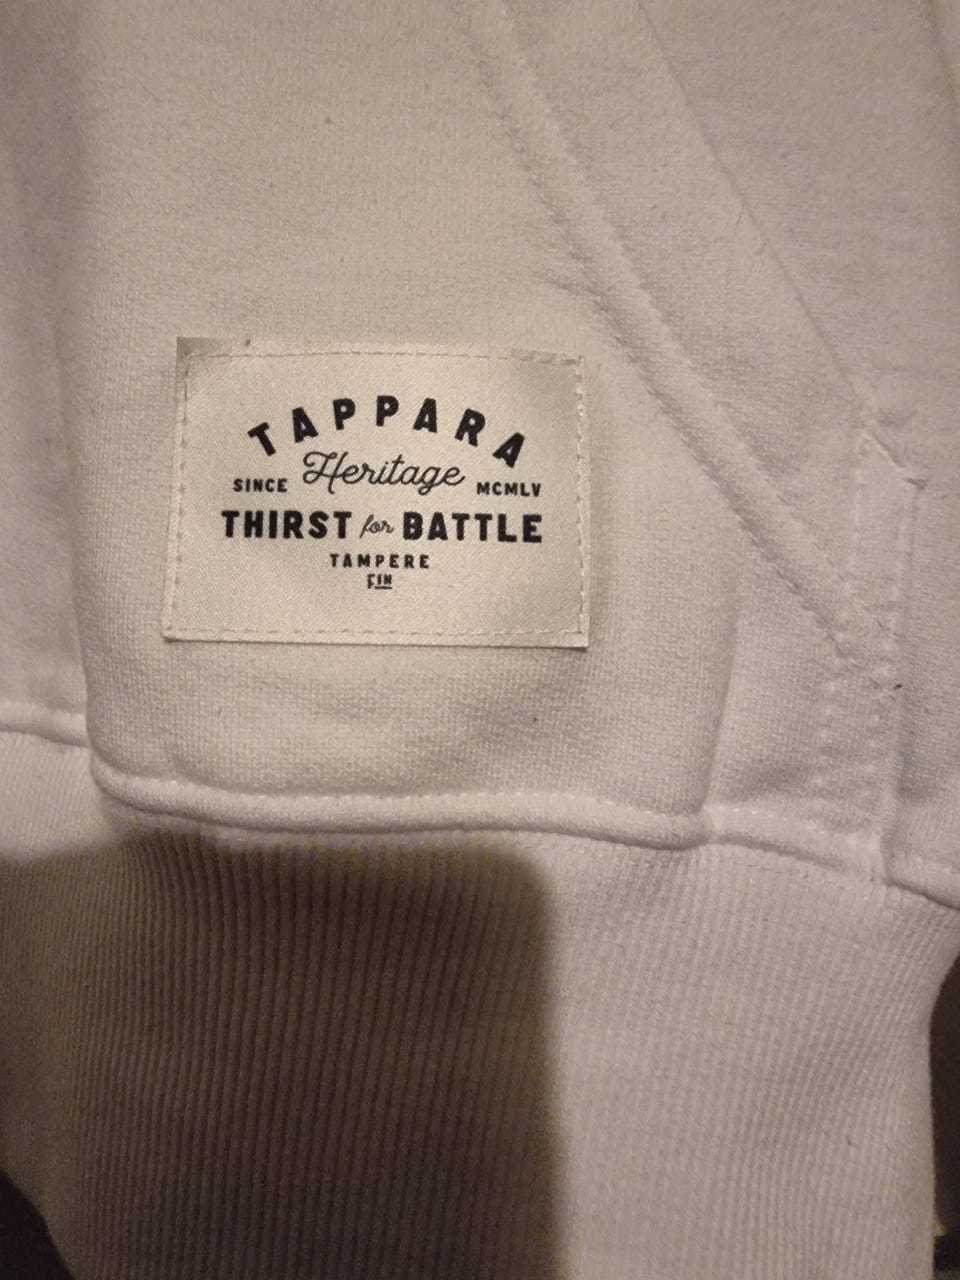 TAPPARA
Heritage
SINCE MCMLV
THIRST for BATTLE
TAMPERE
FIN